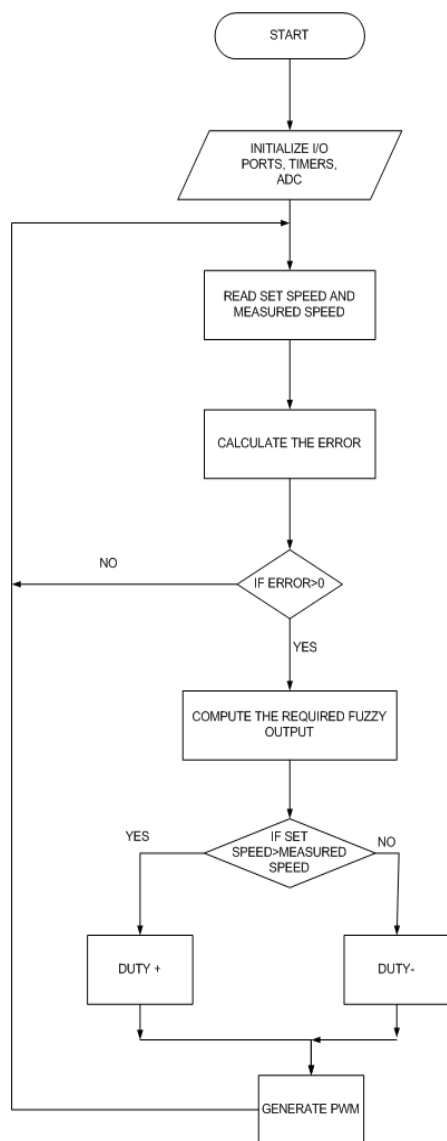 START
INITIALIZE I/O
PORTS, TIMERS,
ADC
READ SET SPEED AND
MEASURED SPEED
CALCULATE THE ERROR
NO
IF ERROR>0
YES
COMPUTE THE REQUIRED FUZZY
OUTPUT
YES
IF SET
SPEED>MEASURED
SPEED
NO
DUTY +
DUTY-
GENERATE PWM